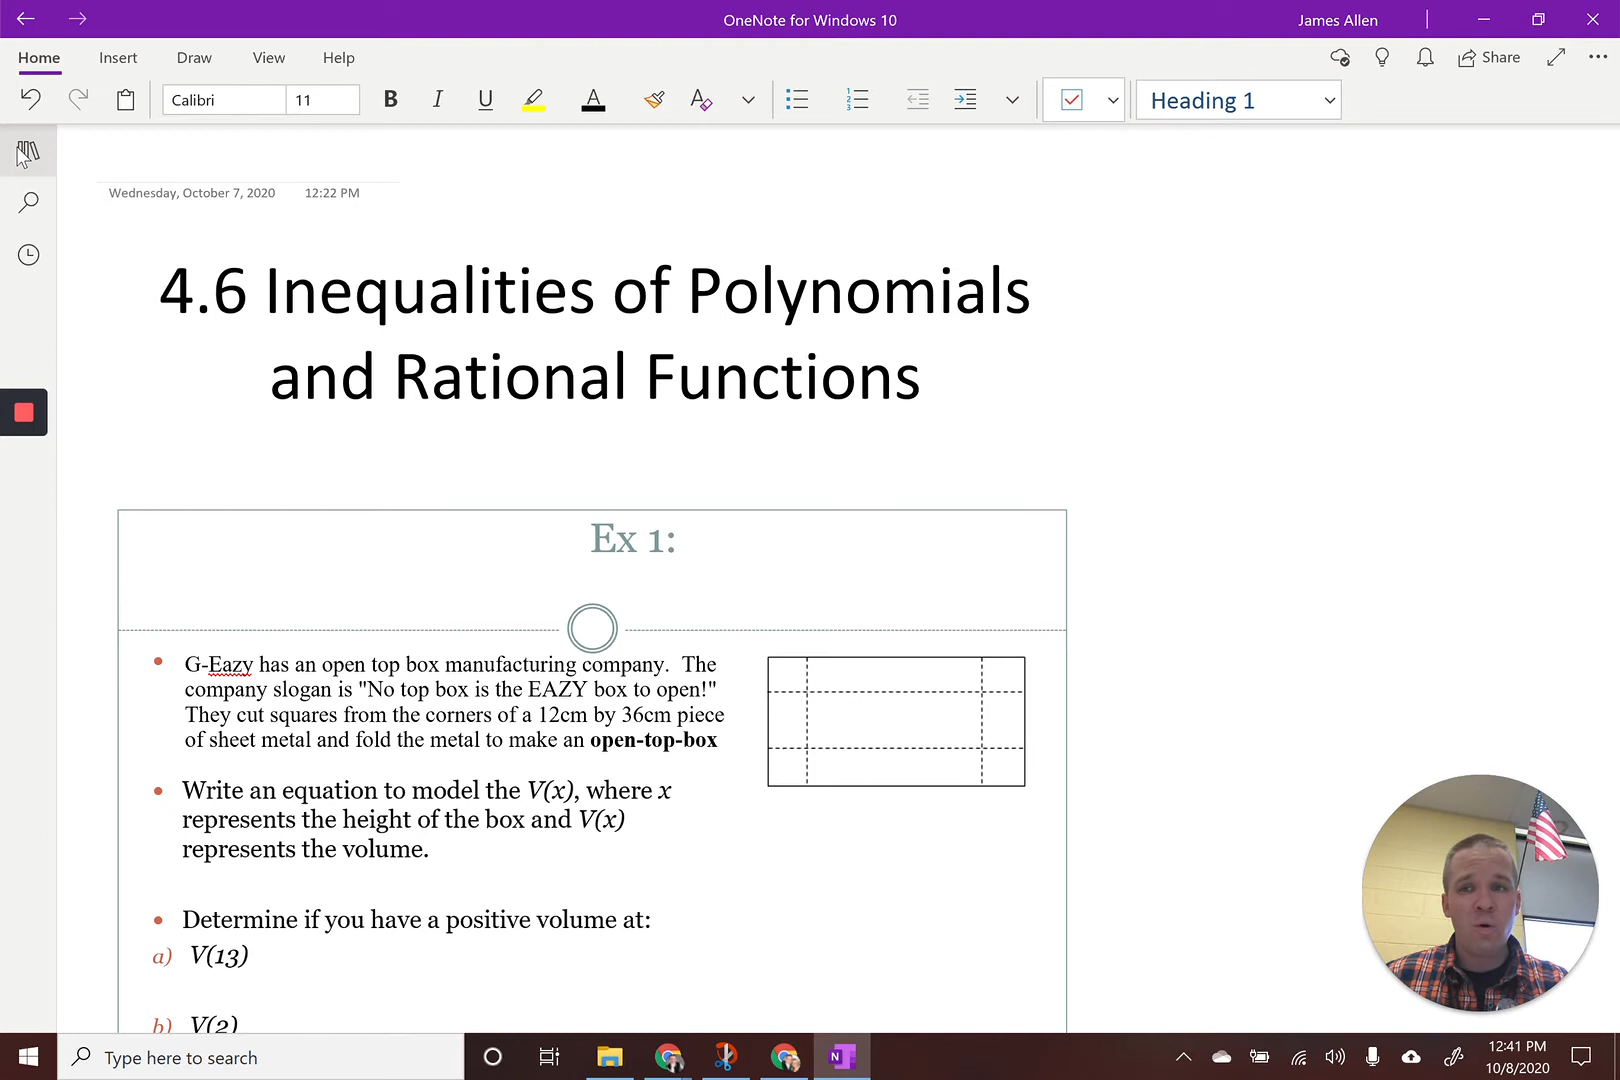 OneNote for Windows 10
James Allen
Home Insert Draw View Help
Share
Calibri 11 B I U A A Heading 1
Wednesday, October 7, 2020 12:22 PM
4.6 Inequalities of Polynomials
and Rational Functions
Ex 1:
• G-Eazy has an open top box manufacturing company. The
company slogan is "No top box is the EAZY box to open!"
They cut squares from the corners of a 12cm by 36cm piece
of sheet metal and fold the metal to make an open-top-box
• Write an equation to model the V(x), where x
represents the height of the box and V(x)
represents the volume.
• Determine if you have a positive volume at:
a) V(13)
b) V(2)
Type here to search
N
12:41 PM
10/8/2020